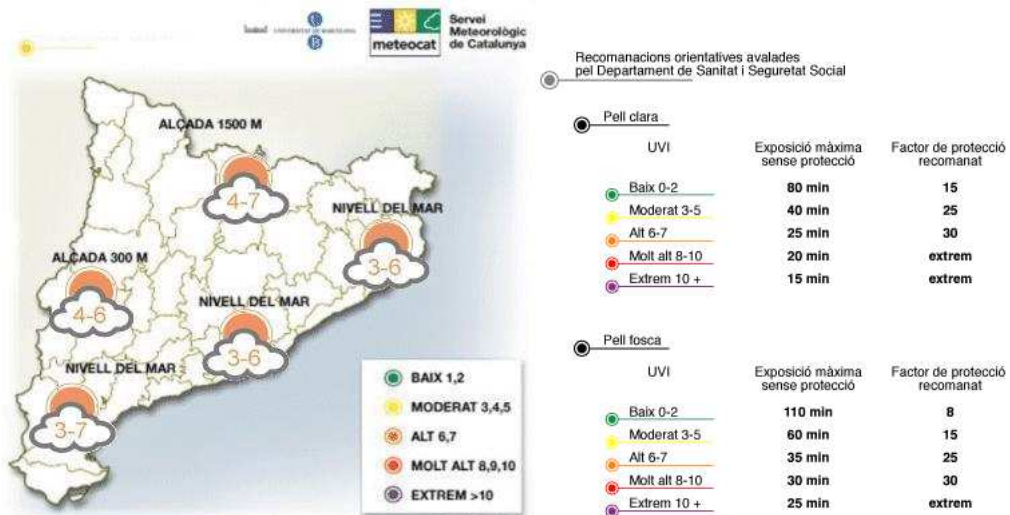 UNIVERSITAT DE BARCELONA
B
meteocat
Servei
Meteorològic
de Catalunya
ALÇADA 1500 M
4-7
NIVELL DEL MAR
3-6
ALÇADA 300 M
4-6
NIVELL DEL MAR
3-6
NIVELL DEL MAR
3-7
BAIX 1,2
MODERAT 3,4,5
ALT 6,7
MOLT ALT 8,9,10
EXTREM >10
Recomanacions orientatives avalades
pel Departament de Sanitat i Seguretat Social
Pell clara
UVI Exposició màxima sense protecció Factor de protecció recomanat
Baix 0-2 80 min 15
Moderat 3-5 40 min 25
Alt 6-7 25 min 30
Molt alt 8-10 20 min extrem
Extrem 10 + 15 min extrem
Pell fosca
UVI Exposició màxima sense protecció Factor de protecció recomanat
Baix 0-2 110 min 8
Moderat 3-5 60 min 15
Alt 6-7 35 min 25
Molt alt 8-10 30 min 30
Extrem 10 + 25 min extrem